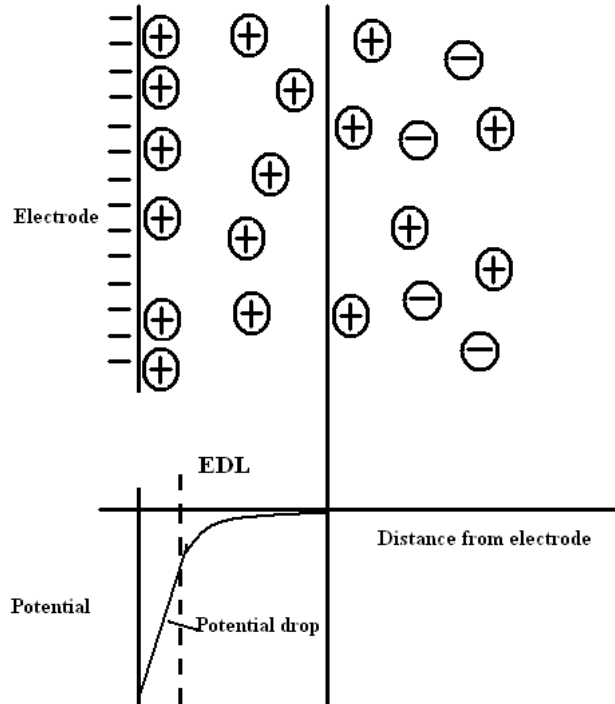 Electrode
EDL
Distance from electrode
Potential
Potential drop